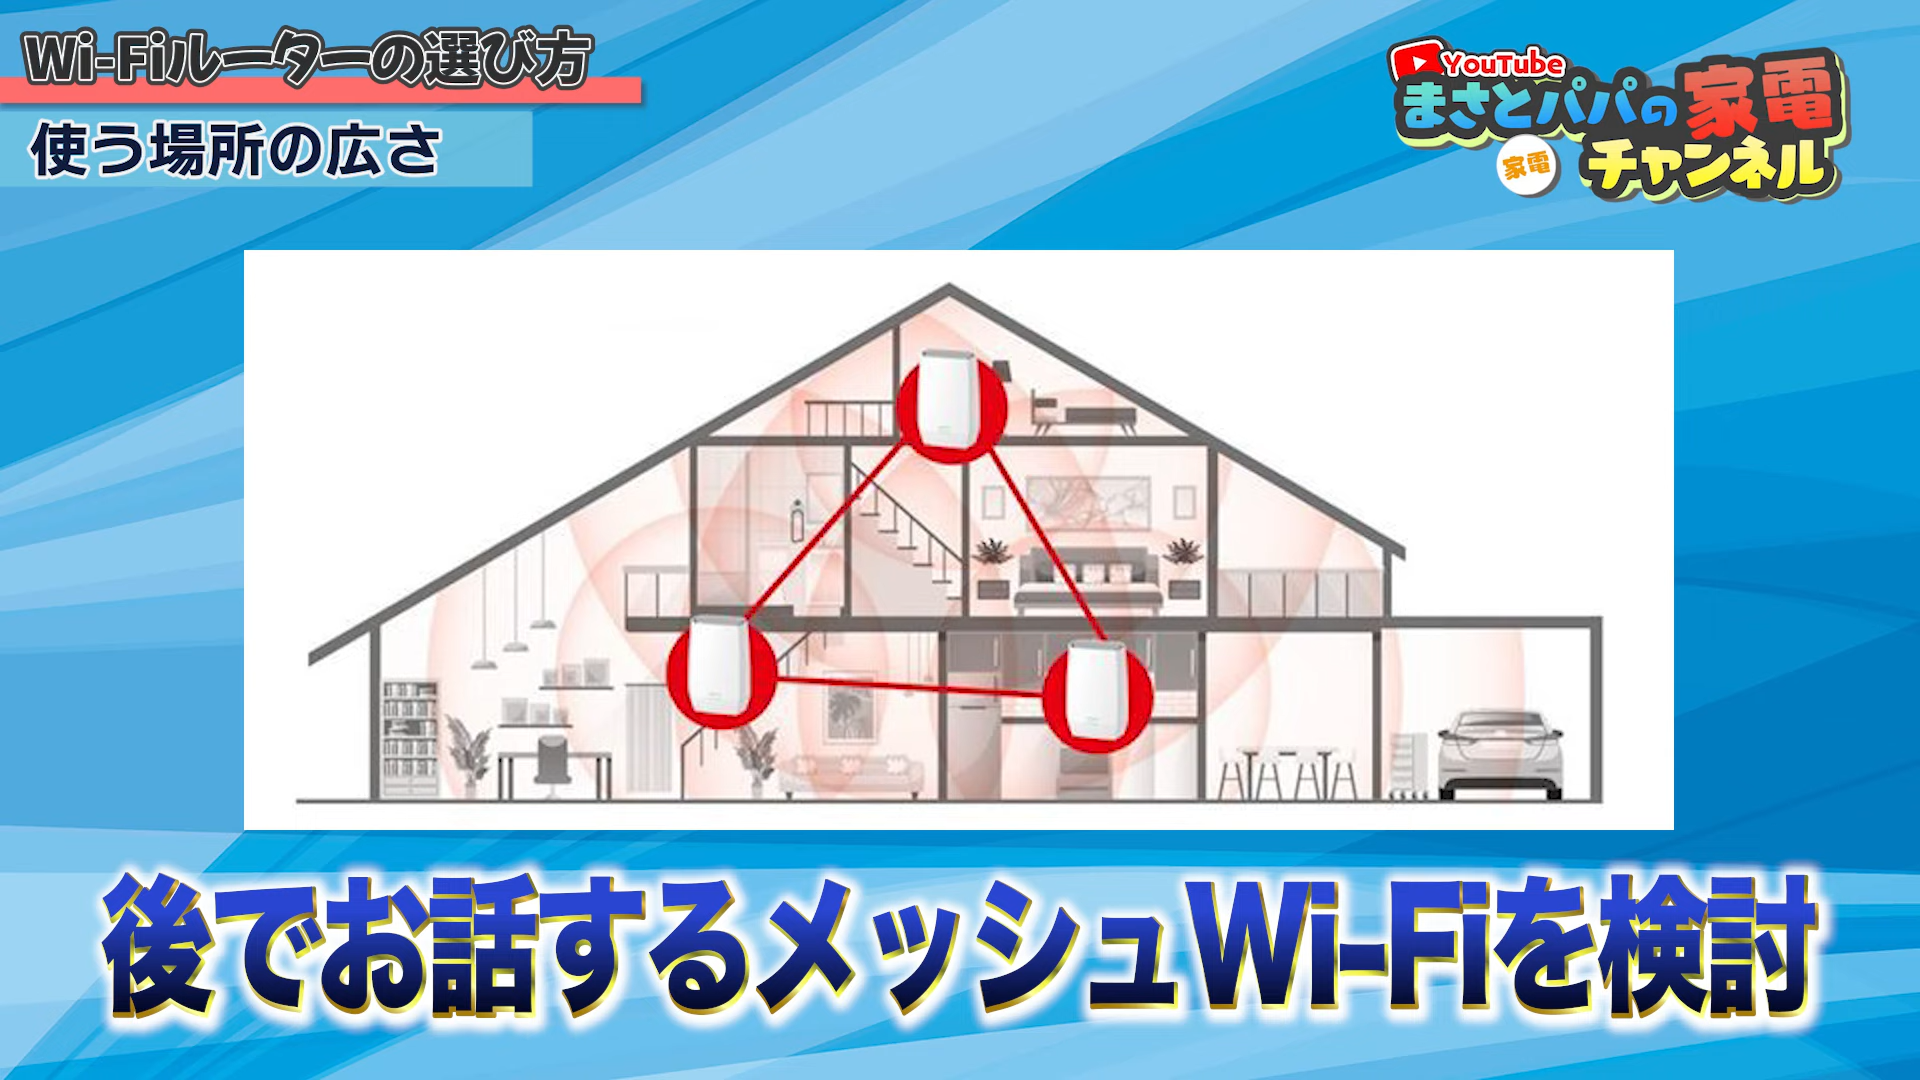 Wi-Fiルーターの選び方
使う場所の広さ
YouTube
まさとパパの家電
家電
チャンネル
後でお話するメッシュWi-Fiを検討